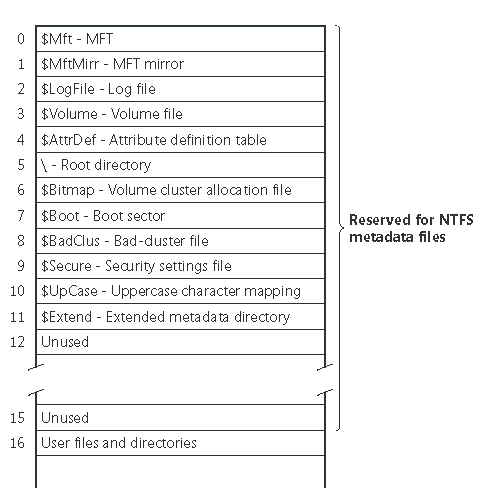 0 $Mft - MFT
1 $MftMirr - MFT mirror
2 $LogFile - Log file
3 $Volume - Volume file
4 $AttrDef - Attribute definition table
5 \ - Root directory
6 $Bitmap - Volume cluster allocation file
7 $Boot - Boot sector
8 $BadClus - Bad-cluster file
9 $Secure - Security settings file
10 $UpCase - Uppercase character mapping
11 $Extend - Extended metadata directory
12 Unused
15 Unused
16 User files and directories
Reserved for NTFS
metadata files